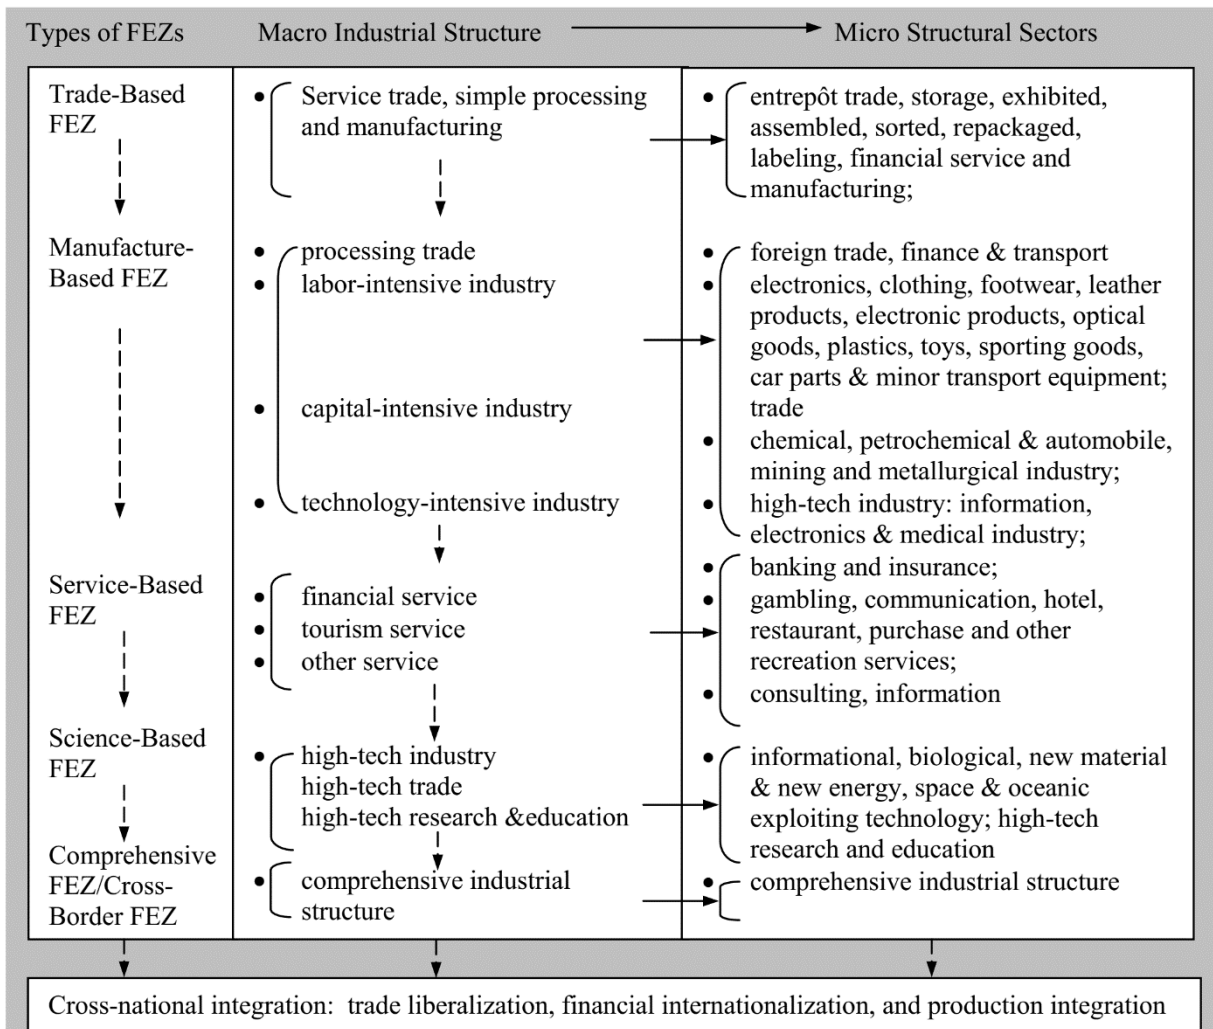 Types of FEZs
Macro Industrial Structure
Micro Structural Sectors
Trade-Based
FEZ
• Service trade, simple processing
and manufacturing
• entrepôt trade, storage, exhibited,
assembled, sorted, repackaged,
labeling, financial service and
manufacturing;
Manufacture-
Based FEZ
• processing trade
• labor-intensive industry
• capital-intensive industry
• technology-intensive industry
• foreign trade, finance & transport
• electronics, clothing, footwear, leather
products, electronic products, optical
goods, plastics, toys, sporting goods,
car parts & minor transport equipment;
trade
• chemical, petrochemical & automobile,
mining and metallurgical industry;
• high-tech industry: information,
electronics & medical industry;
Service-Based
FEZ
• financial service
• tourism service
• other service
• banking and insurance;
• gambling, communication, hotel,
restaurant, purchase and other
recreation services;
• consulting, information
Science-Based
FEZ
• high-tech industry
high-tech trade
high-tech research &education
• informational, biological, new material
& new energy, space & oceanic
exploiting technology; high-tech
research and education
Comprehensive
FEZ/Cross-
Border FEZ
• comprehensive industrial
structure
• comprehensive industrial structure
Cross-national integration: trade liberalization, financial internationalization, and production integration